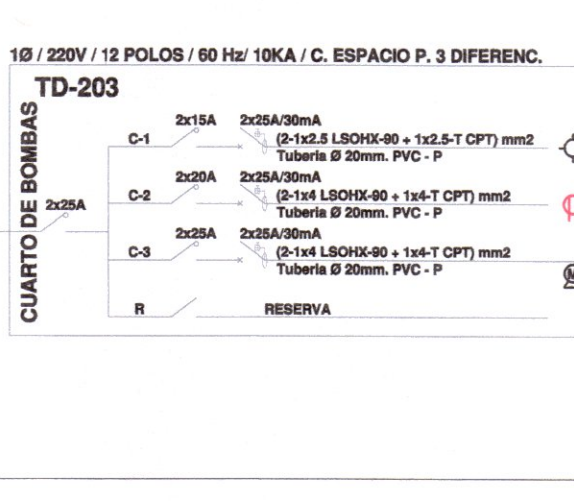 1Ø / 220V / 12 POLOS / 60 Hz/ 10KA / C. ESPACIO P. 3 DIFERENC.
TD-203
CUARTO DE BOMBAS
2x25A
2x15A 2x25A/30mA
C-1 (2-1x2.5 LSOHX-90 + 1x2.5-T CPT) mm2
Tuberia Ø 20mm. PVC - P
2x20A 2x25A/30mA
C-2 (2-1x4 LSOHX-90 + 1x4-T CPT) mm2
Tuberia Ø 20mm. PVC - P
2x25A 2x25A/30mA
C-3 (2-1x4 LSOHX-90 + 1x4-T CPT) mm2
Tuberia Ø 20mm. PVC - P
R RESERVA